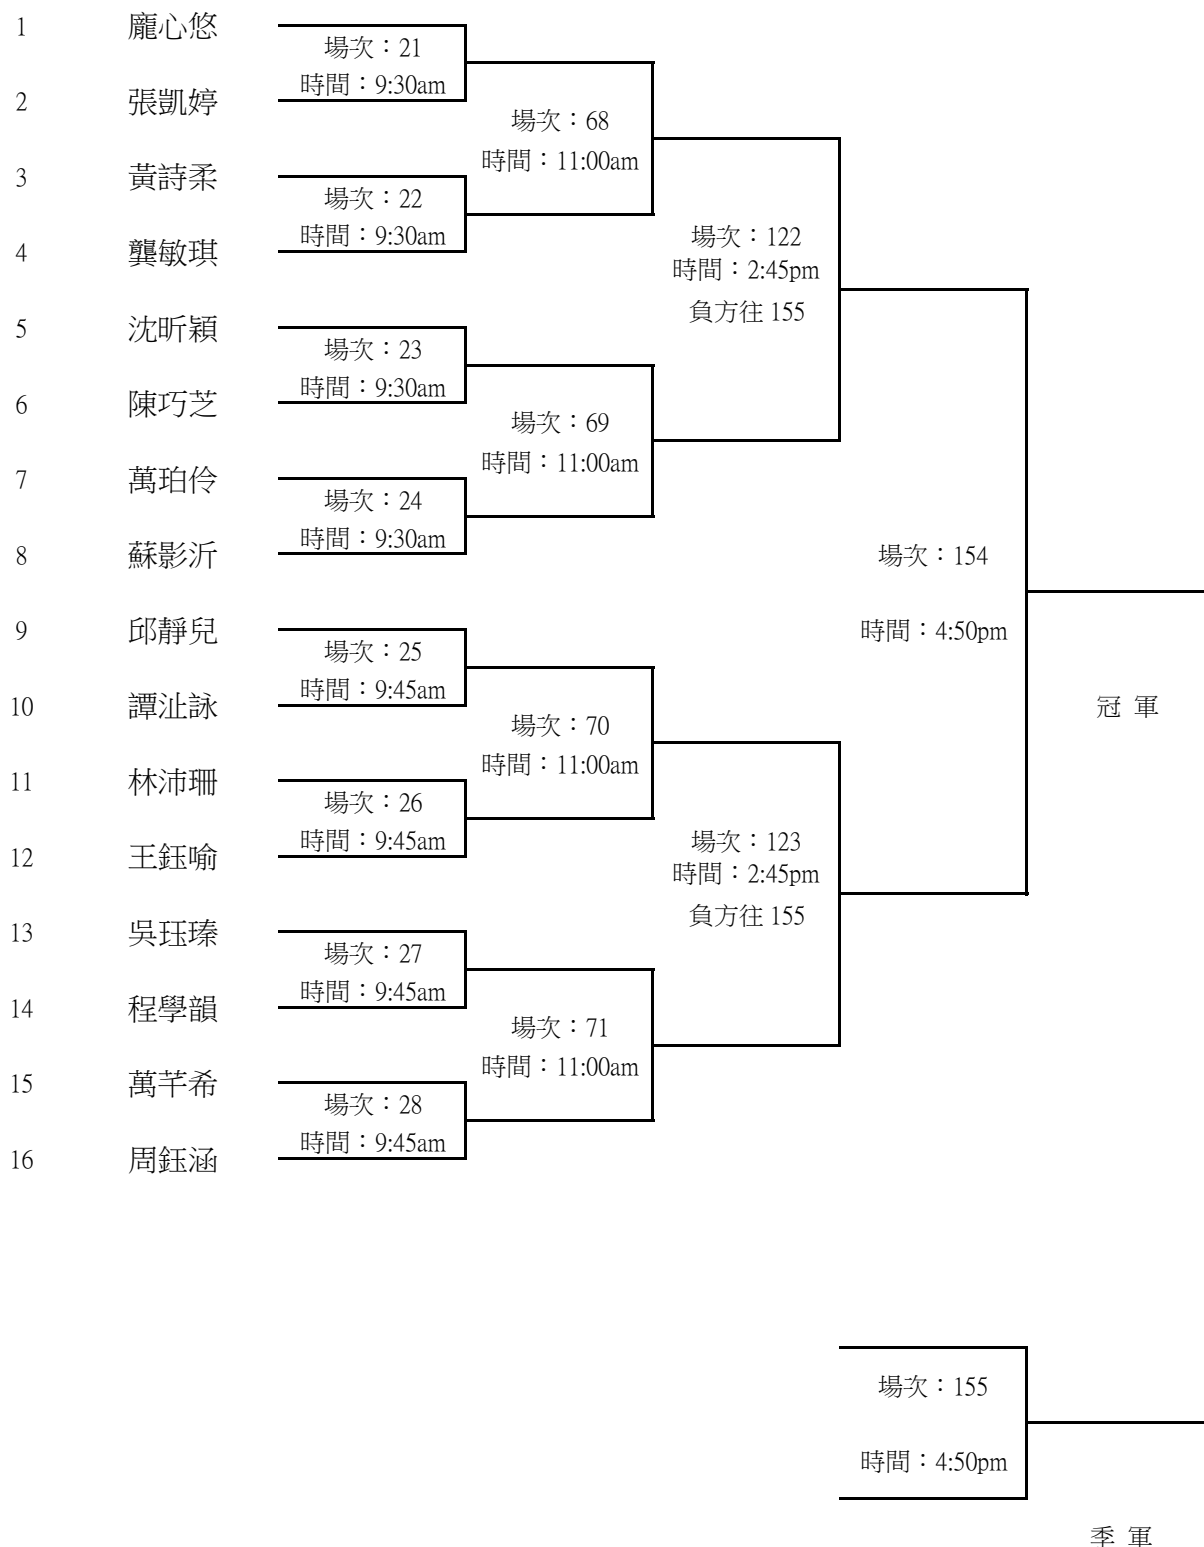 1 龐心悠
場次：21
時間：9:30am
2 張凱婷
場次：68
時間：11:00am
3 黃詩柔
場次：22
時間：9:30am
4 龔敏琪
場次：122
時間：2:45pm
負方往 155
5 沈昕穎
場次：23
時間：9:30am
6 陳巧芝
場次：69
時間：11:00am
7 萬珀伶
場次：24
時間：9:30am
8 蘇影沂
場次：154
時間：4:50pm
9 邱靜兒
場次：25
時間：9:45am
10 譚沚詠
冠 軍
場次：70
時間：11:00am
11 林沛珊
場次：26
時間：9:45am
12 王鈺喻
場次：123
時間：2:45pm
負方往 155
13 吳珏瑧
場次：27
時間：9:45am
14 程學韻
場次：71
時間：11:00am
15 萬芊希
場次：28
時間：9:45am
16 周鈺涵
場次：155
時間：4:50pm
季 軍